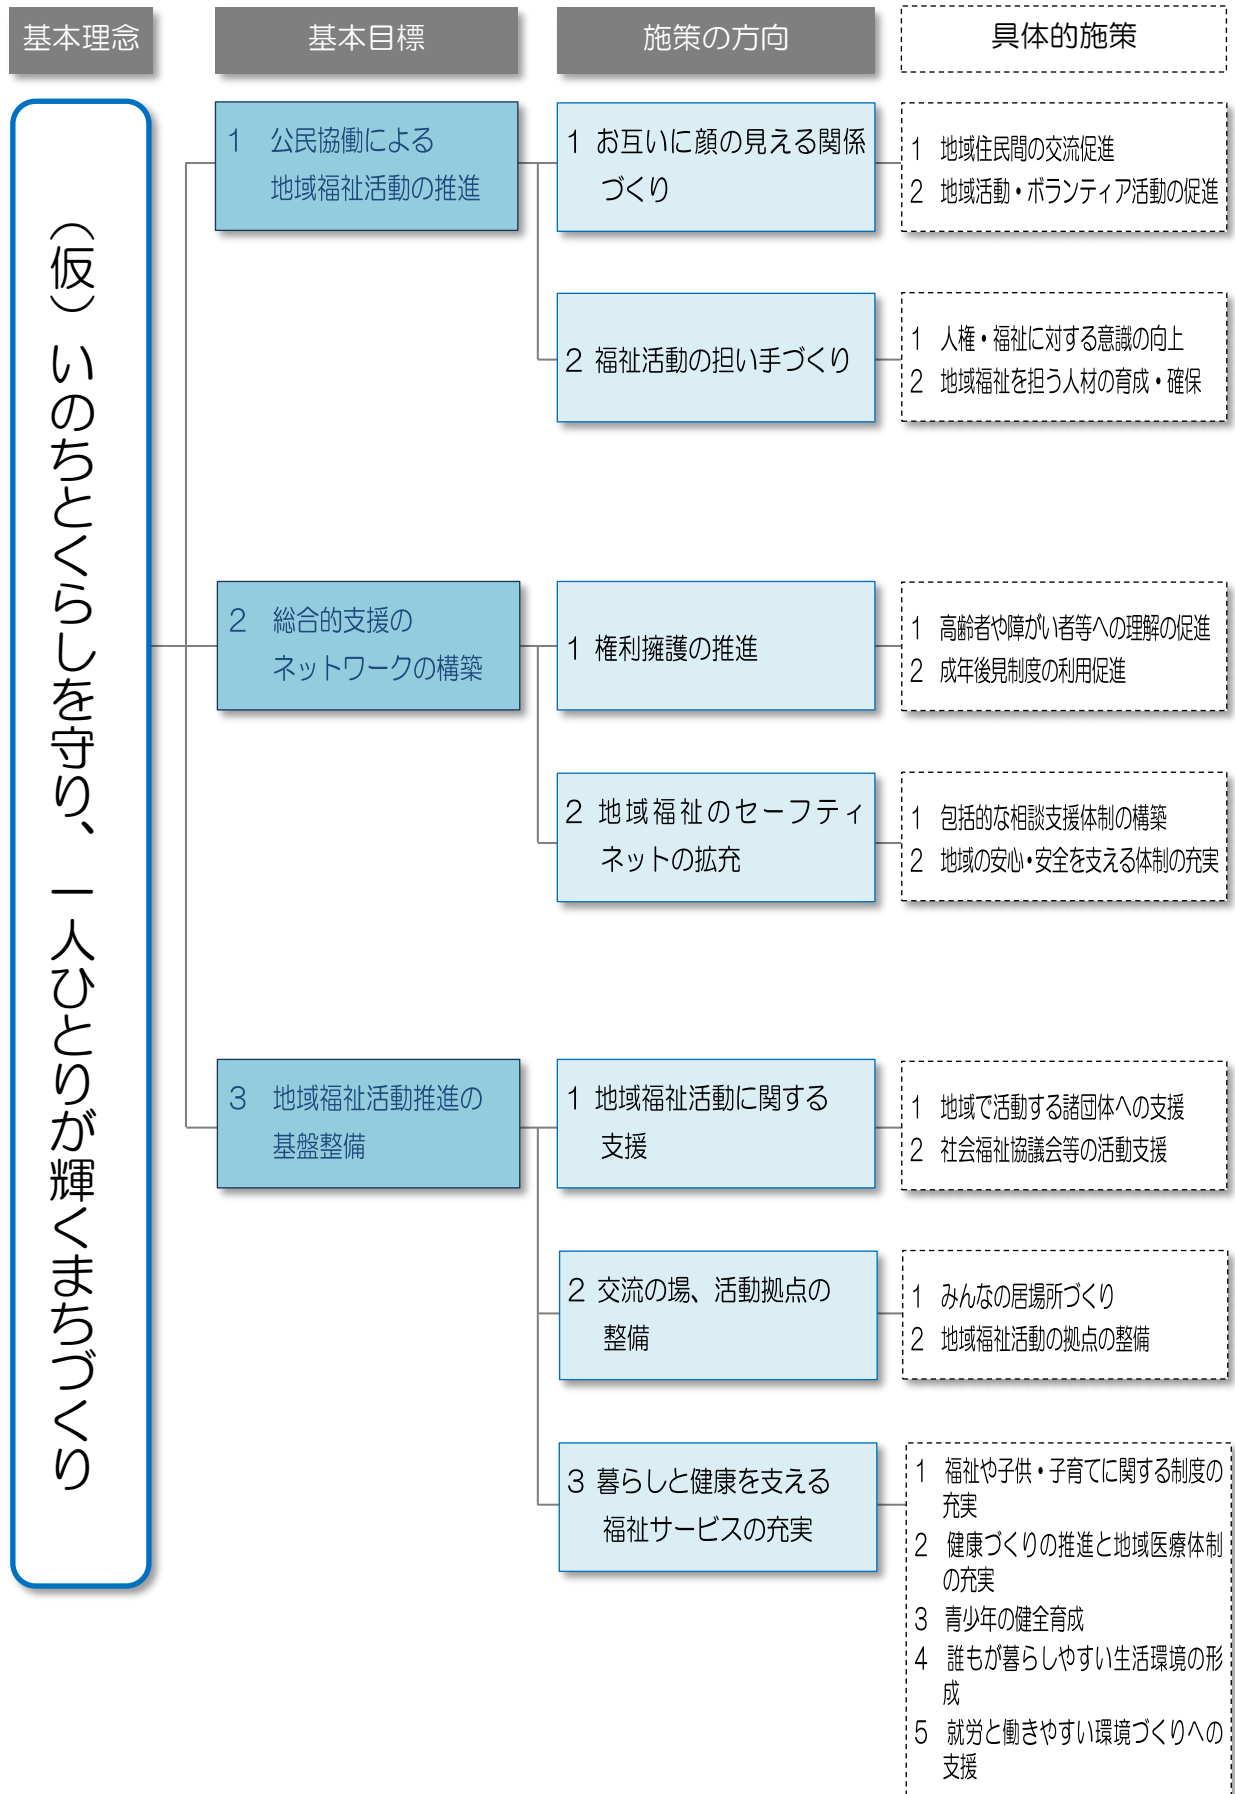 基本理念
基本目標
施策の方向
具体的施策
(仮)いのちとくらしを守り、一人ひとりが輝くまちづくり
1 公民協働による
地域福祉活動の推進
1 お互いに顔の見える関係
づくり
1 地域住民間の交流促進
2 地域活動・ボランティア活動の促進
2 福祉活動の担い手づくり
1 人権・福祉に対する意識の向上
2 地域福祉を担う人材の育成・確保
2 総合的支援の
ネットワークの構築
1 権利擁護の推進
1 高齢者や障がい者等への理解の促進
2 成年後見制度の利用促進
2 地域福祉のセーフティ
ネットの拡充
1 包括的な相談支援体制の構築
2 地域の安心・安全を支える体制の充実
3 地域福祉活動推進の
基盤整備
1 地域福祉活動に関する
支援
1 地域で活動する諸団体への支援
2 社会福祉協議会等の活動支援
2 交流の場、活動拠点の
整備
1 みんなの居場所づくり
2 地域福祉活動の拠点の整備
3 暮らしと健康を支える
福祉サービスの充実
1 福祉や子供・子育てに関する制度の
充実
2 健康づくりの推進と地域医療体制
の充実
3 青少年の健全育成
4 誰もが暮らしやすい生活環境の形
成
5 就労と働きやすい環境づくりへの
支援